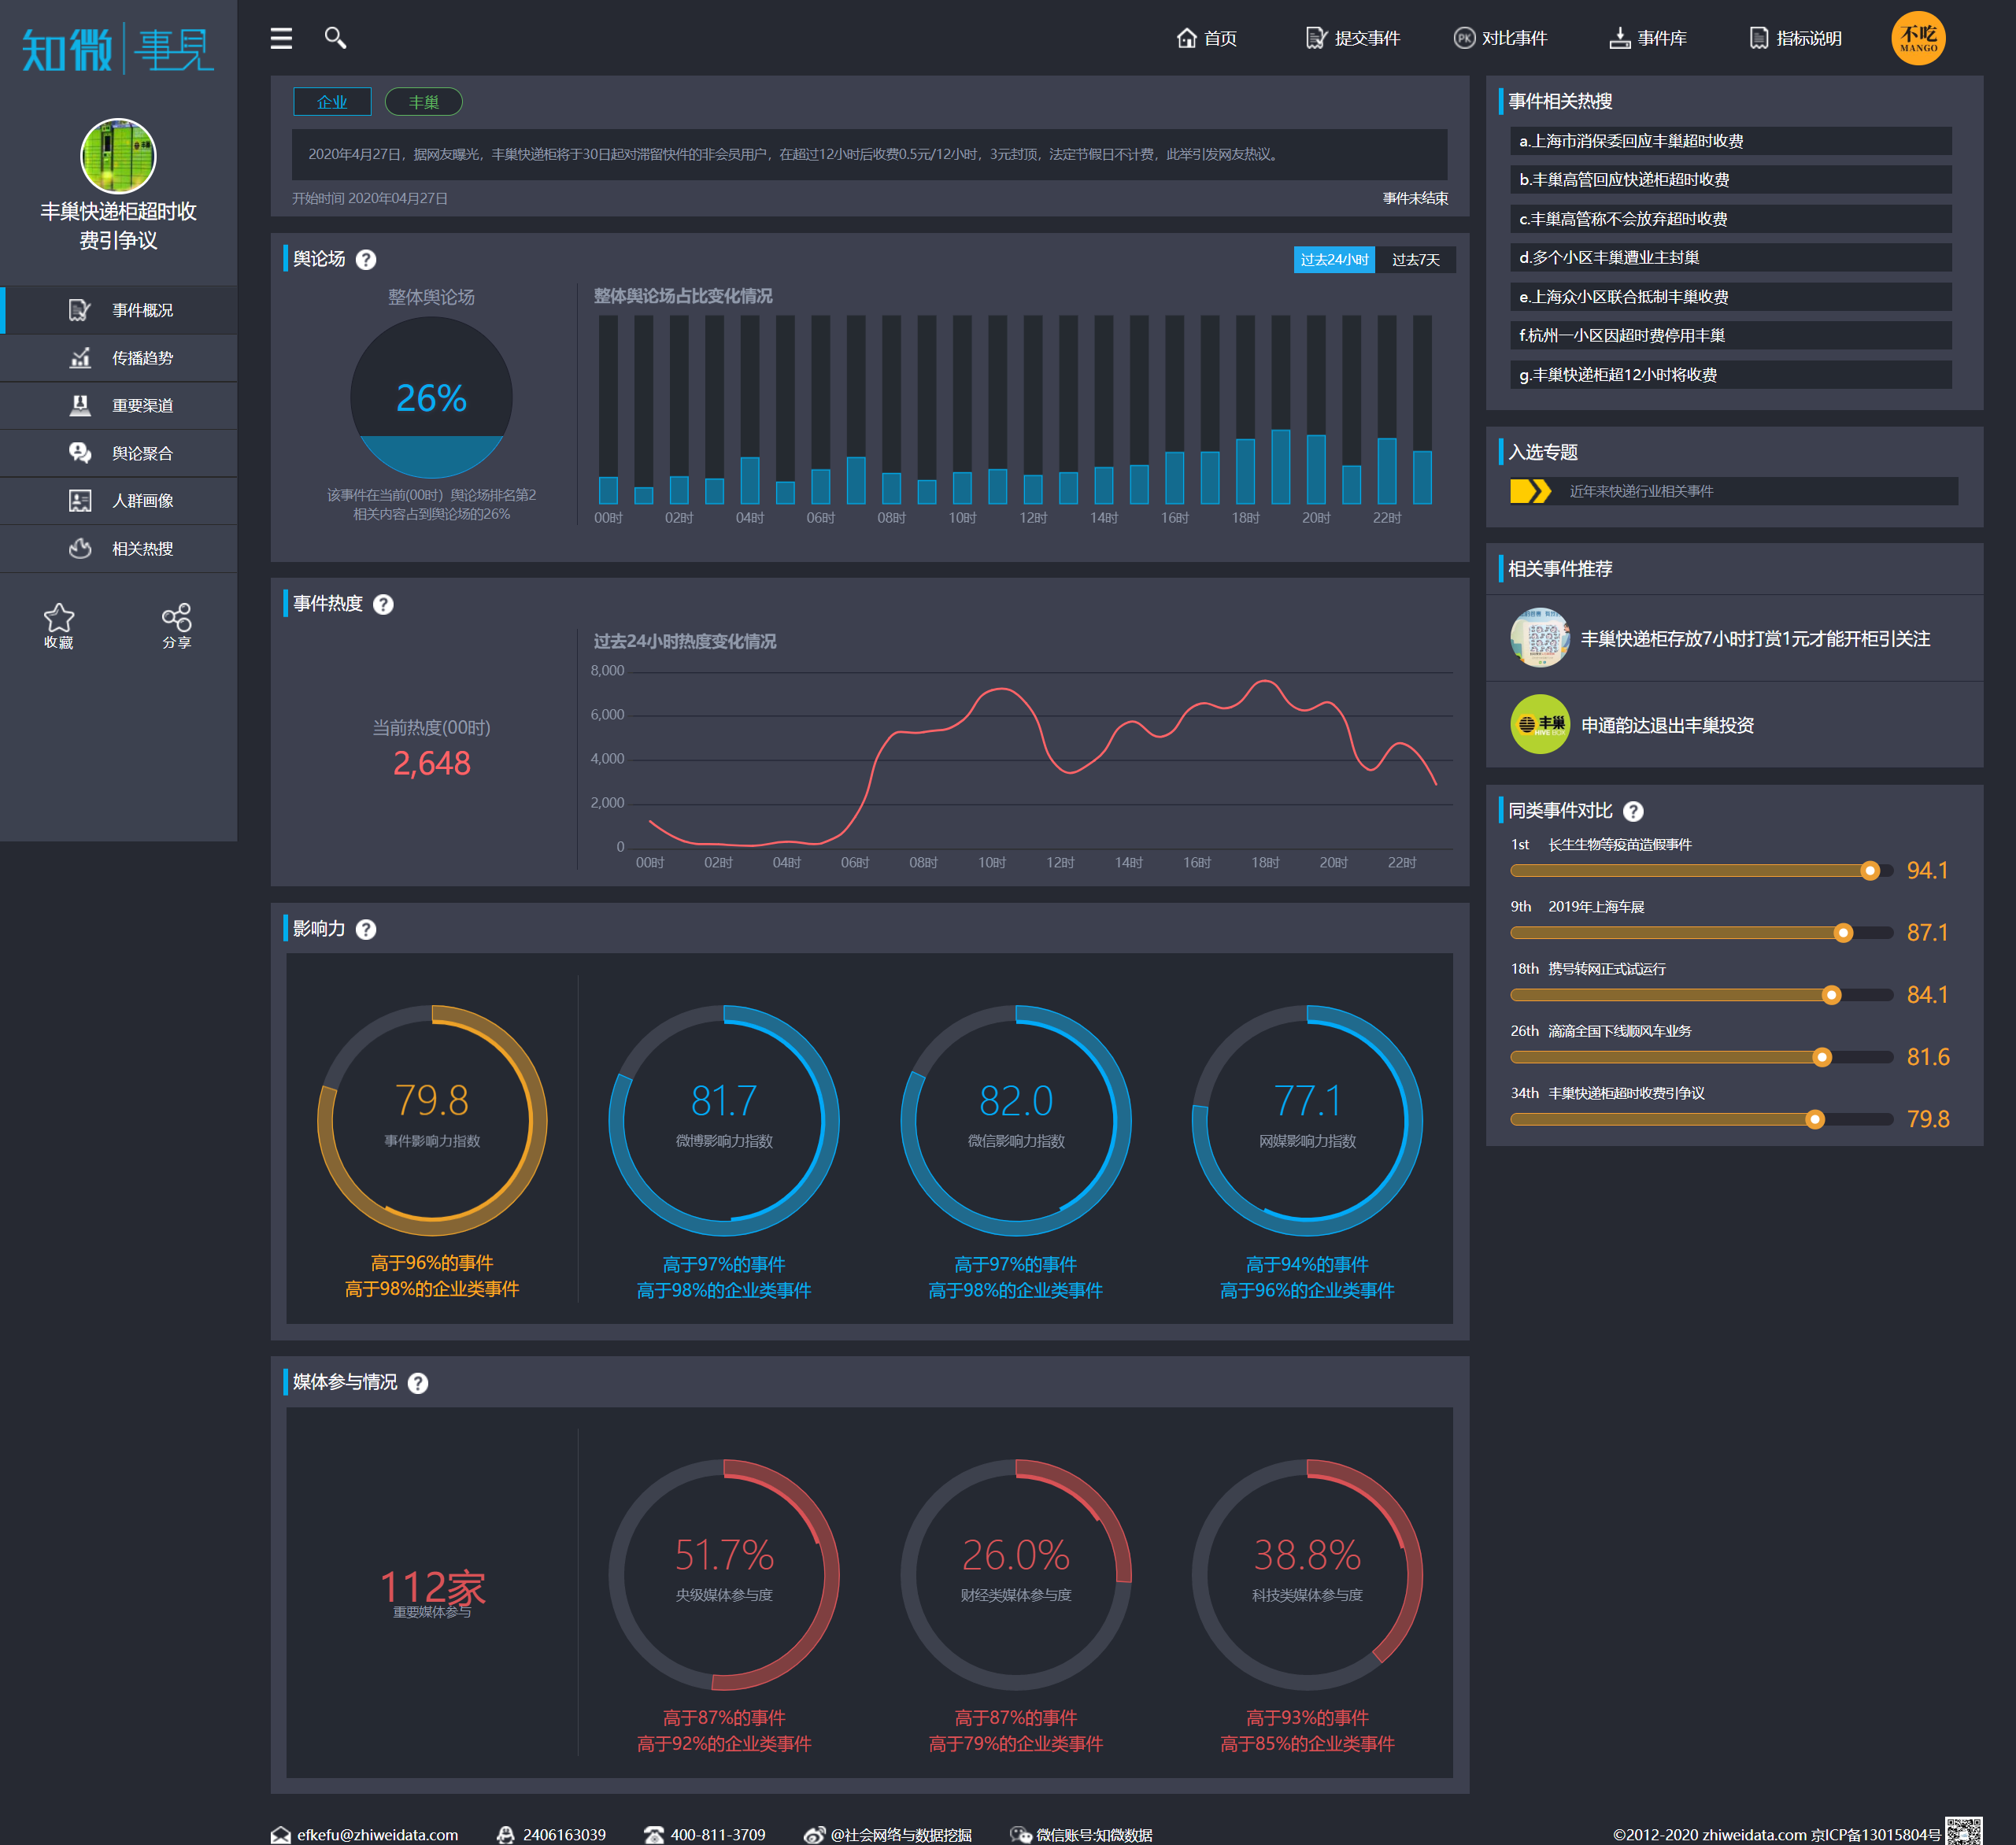 知微 事見
首页
提交事件
PK 对比事件
事件库
指标说明
不吃
MANGO
丰巢快递柜超时收
费引争议
事件概况
传播趋势
重要渠道
舆论聚合
人群画像
相关热搜
收藏
分享
企业
丰巢
2020年4月27日，据网友曝光，丰巢快递柜将于30日起对滞留快件的非会员用户，在超过12小时后收费0.5元/12小时，3元封顶，法定节假日不计费，此举引发网友热议。
开始时间 2020年04月27日
事件未结束
舆论场 ?
过去24小时
过去7天
整体舆论场
26%
该事件在当前(00时) 舆论场排名第2
相关内容占到舆论场的26%
整体舆论场占比变化情况
00时 02时 04时 06时 08时 10时 12时 14时 16时 18时 20时 22时
事件热度 ?
当前热度(00时)
2,648
过去24小时热度变化情况
8,000
6,000
4,000
2,000
0
00时 02时 04时 06时 08时 10时 12时 14时 16时 18时 20时 22时
影响力 ?
79.8
事件影响力指数
高于96%的事件
高于98%的企业类事件
81.7
微博影响力指数
高于97%的事件
高于98%的企业类事件
82.0
微信影响力指数
高于97%的事件
高于98%的企业类事件
77.1
网媒影响力指数
高于94%的事件
高于96%的企业类事件
媒体参与情况 ?
112家
重要媒体参与
51.7%
央级媒体参与度
高于87%的事件
高于92%的企业类事件
26.0%
财经类媒体参与度
高于87%的事件
高于79%的企业类事件
38.8%
科技类媒体参与度
高于93%的事件
高于85%的企业类事件
事件相关热搜
a.上海市消保委回应丰巢超时收费
b.丰巢高管回应快递柜超时收费
c.丰巢高管称不会放弃超时收费
d.多个小区丰巢遭业主封巢
e.上海众小区联合抵制丰巢收费
f.杭州一小区因超时费停用丰巢
g.丰巢快递柜超12小时将收费
入选专题
近年来快递行业相关事件
相关事件推荐
丰巢快递柜存放7小时打赏1元才能开柜引关注
丰巢
HIVE BOX
申通韵达退出丰巢投资
同类事件对比 ?
1st 长生生物等疫苗造假事件
94.1
9th 2019年上海车展
87.1
18th 携号转网正式试运行
84.1
26th 滴滴全国下线顺风车业务
81.6
34th 丰巢快递柜超时收费引争议
79.8
efkefu@zhiweidata.com
2406163039
400-811-3709
@社会网络与数据挖掘
微信账号:知微数据
©2012-2020 zhiweidata.com 京ICP备13015804号